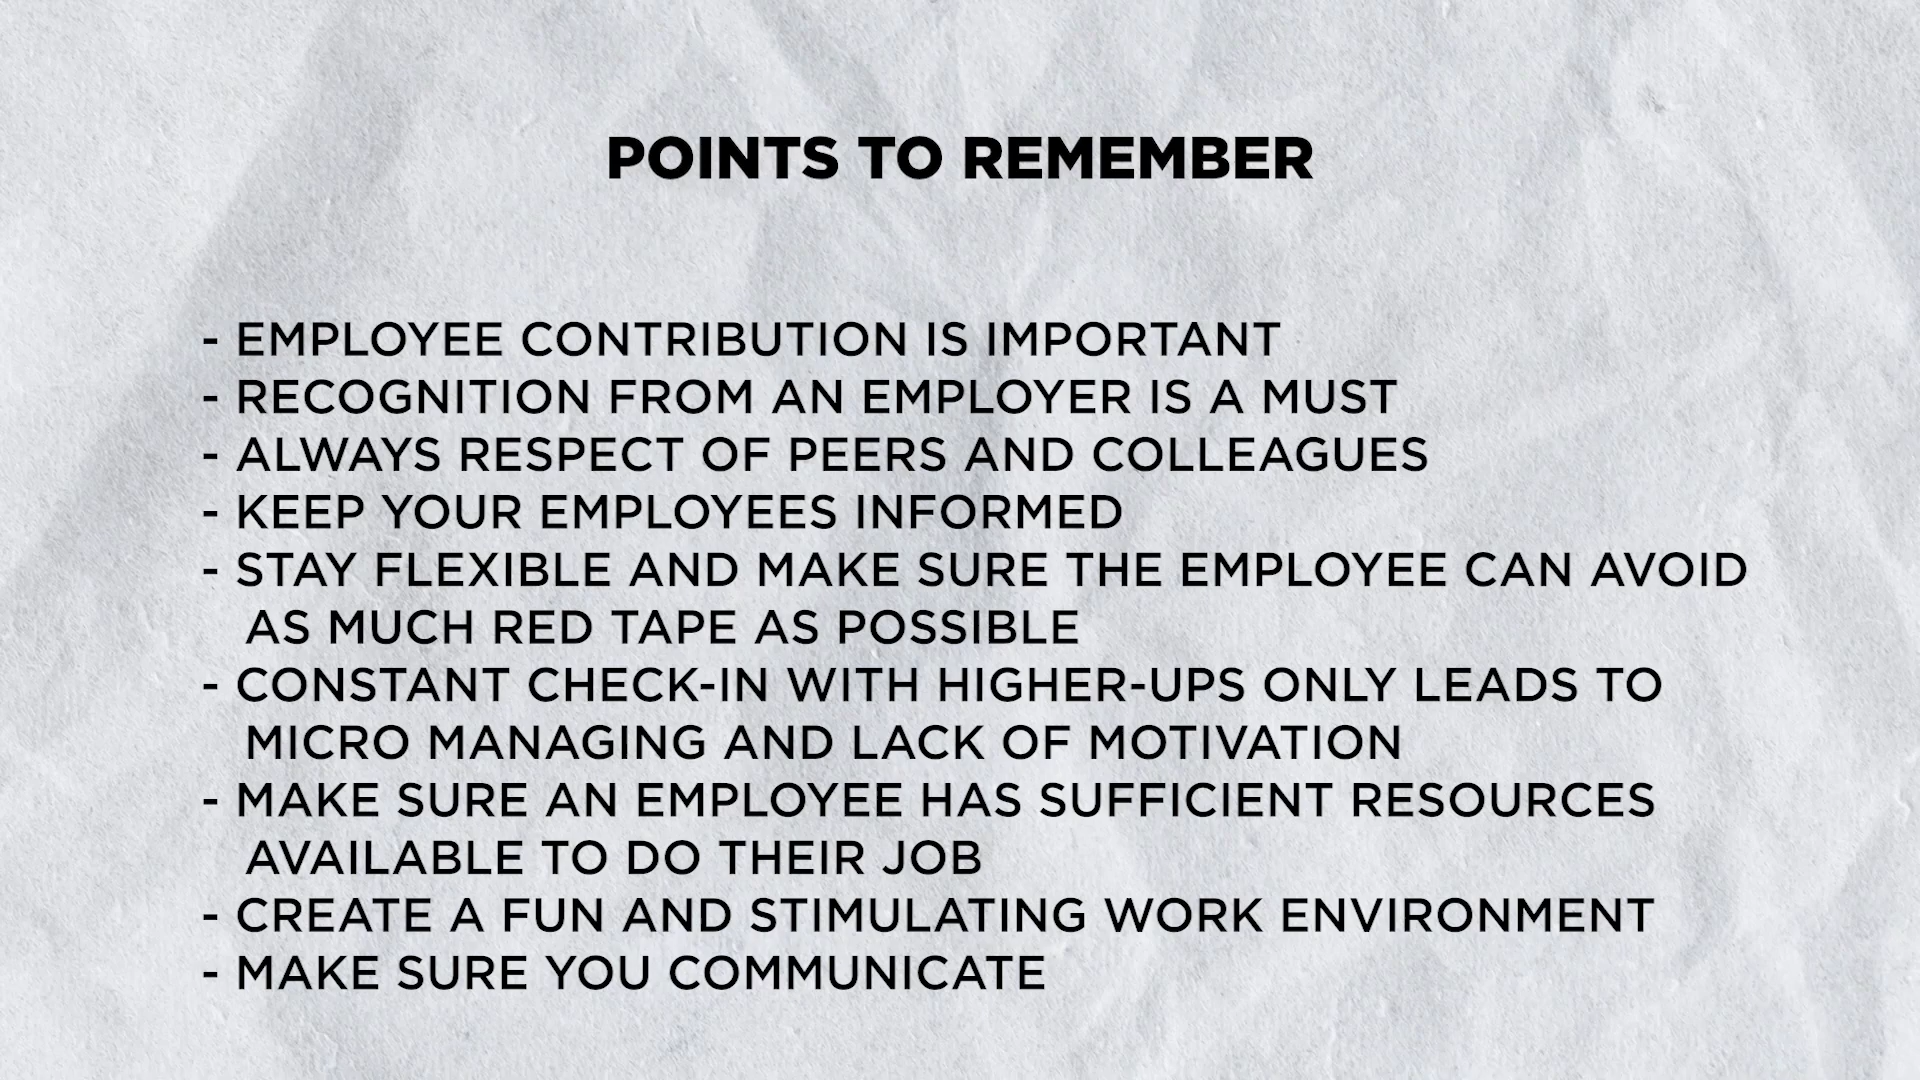 POINTS TO REMEMBER
- EMPLOYEE CONTRIBUTION IS IMPORTANT
- RECOGNITION FROM AN EMPLOYER IS A MUST
- ALWAYS RESPECT OF PEERS AND COLLEAGUES
- KEEP YOUR EMPLOYEES INFORMED
- STAY FLEXIBLE AND MAKE SURE THE EMPLOYEE CAN AVOID
AS MUCH RED TAPE AS POSSIBLE
- CONSTANT CHECK-IN WITH HIGHER-UPS ONLY LEADS TO
MICRO MANAGING AND LACK OF MOTIVATION
- MAKE SURE AN EMPLOYEE HAS SUFFICIENT RESOURCES
AVAILABLE TO DO THEIR JOB
- CREATE A FUN AND STIMULATING WORK ENVIRONMENT
- MAKE SURE YOU COMMUNICATE